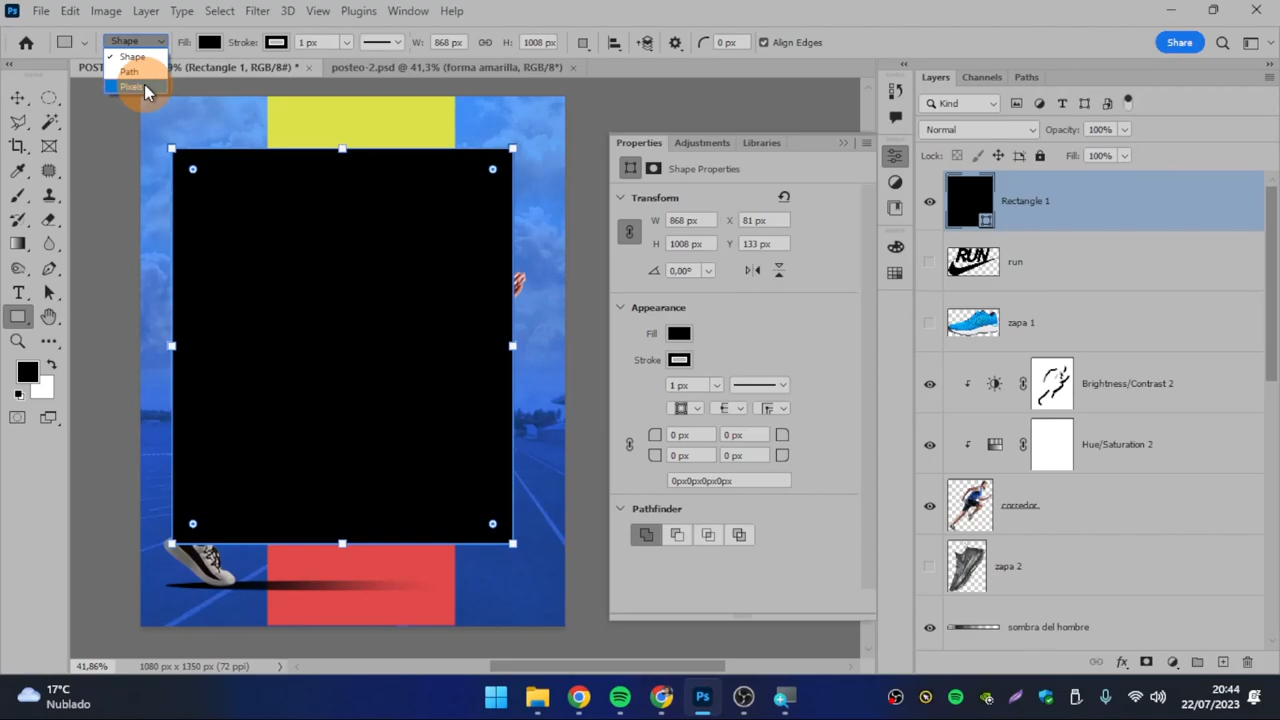 Ps File Edit Image Layer Type Select Filter 3D View Plugins Window Help
Shape Fill: Stroke: 1 px W: 868 px H: 1008 px 0 px Align Edges Share
Shape
Path
Pixels
9% (Rectangle 1, RGB/8#) * × posteo-2.psd @ 41,3% (forma amarilla, RGB/8*) ×
Properties Adjustments Libraries
Shape Properties
Transform
W 868 px X 81 px
H 1008 px Y 133 px
0,00°
Appearance
Fill
Stroke
1 px
0 px 0 px
0 px 0 px
0px0px0px0px
Pathfinder
Layers Channels Paths
Kind
Normal Opacity: 100%
Lock: Fill: 100%
Rectangle 1
RUN
run
zapa 1
Brightness/Contrast 2
Hue/Saturation 2
corredor
zapa 2
sombra del hombre
41,86% 1080 px x 1350 px (72 ppi)
17°C
Nublado
Ps
20:44
22/07/2023